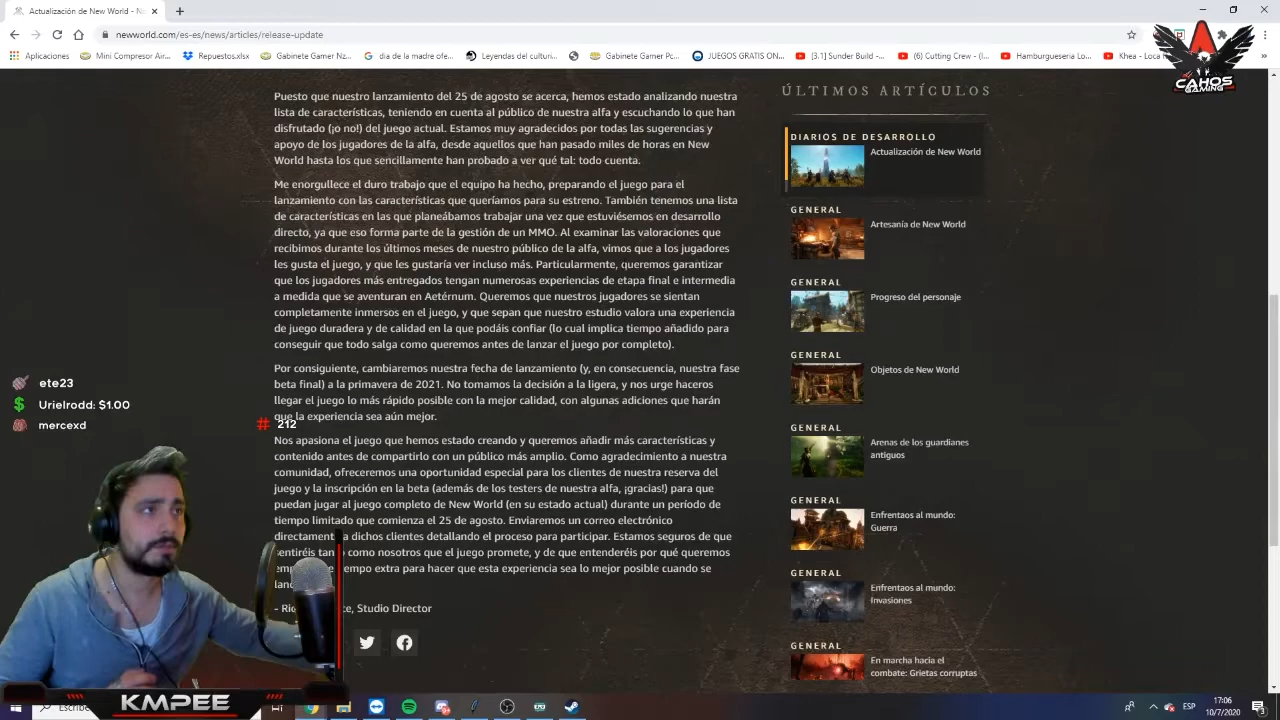 Actualización de New World - No
newworld.com/es-es/news/articles/release-update
Aplicaciones
Mini Compresor Air...
Repuestos.xlsx
Gabinete Gamer Nz...
dia de la madre ofe...
Leyendas del culturi...
Gabinete Gamer Pc...
JUEGOS GRATIS ON...
[3.1] Sunder Build -...
(6) Cutting Crew - (I...
Hamburgueseria Lo...
Khea - Loca
CAHOS
GAMING
Puesto que nuestro lanzamiento del 25 de agosto se acerca, hemos estado analizando nuestra
lista de características, teniendo en cuenta al público de nuestra alfa y escuchando lo que han
disfrutado (¡o no!) del juego actual. Estamos muy agradecidos por todas las sugerencias y
apoyo de los jugadores de la alfa, desde aquellos que han pasado miles de horas en New
World hasta los que sencillamente han probado a ver qué tal: todo cuenta.
Me enorgullece el duro trabajo que el equipo ha hecho, preparando el juego para el
lanzamiento con las características que queríamos para su estreno. También tenemos una lista
de características en las que planeábamos trabajar una vez que estuviésemos en desarrollo
directo, ya que eso forma parte de la gestión de un MMO. Al examinar las valoraciones que
recibimos durante los últimos meses de nuestro público de la alfa, vimos que a los jugadores
les gusta el juego, y que les gustaría ver incluso más. Particularmente, queremos garantizar
que los jugadores más entregados tengan numerosas experiencias de etapa final e intermedia
a medida que se aventuran en Aetérnum. Queremos que nuestros jugadores se sientan
completamente inmersos en el juego, y que sepan que nuestro estudio valora una experiencia
de juego duradera y de calidad en la que podáis confiar (lo cual implica tiempo añadido para
conseguir que todo salga como queremos antes de lanzar el juego por completo).
Por consiguiente, cambiaremos nuestra fecha de lanzamiento (y, en consecuencia, nuestra fase
beta final) a la primavera de 2021. No tomamos la decisión a la ligera, y nos urge haceros
llegar el juego lo más rápido posible con la mejor calidad, con algunas adiciones que harán
que la experiencia sea aún mejor.
Nos apasiona el juego que hemos estado creando y queremos añadir más características y
contenido antes de compartirlo con un público más amplio. Como agradecimiento a nuestra
comunidad, ofreceremos una oportunidad especial para los clientes de nuestra reserva del
juego y la inscripción en la beta (además de los testers de nuestra alfa, ¡gracias!) para que
puedan jugar al juego completo de New World (en su estado actual) durante un período de
tiempo limitado que comienza el 25 de agosto. Enviaremos un correo electrónico
directamente a dichos clientes detallando el proceso para participar. Estamos seguros de que
sentiréis tan como nosotros que el juego promete, y de que entenderéis por qué queremos
tiempo extra para hacer que esta experiencia sea lo mejor posible cuando se
- Studio Director
ÚLTIMOS ARTÍCULOS
DIARIOS DE DESARROLLO
Actualización de New World
GENERAL
Artesanía de New World
GENERAL
Progreso del personaje
GENERAL
Objetos de New World
GENERAL
Arenas de los guardianes
antiguos
GENERAL
Enfrentaos al mundo:
Guerra
GENERAL
Enfrentaos al mundo:
Invasiones
GENERAL
En marcha hacia el
combate: Grietas corruptas
ete23
Urielrodd: $1.00
mercexd
# 212
KMPEE
ESP
17:06
10/7/2020